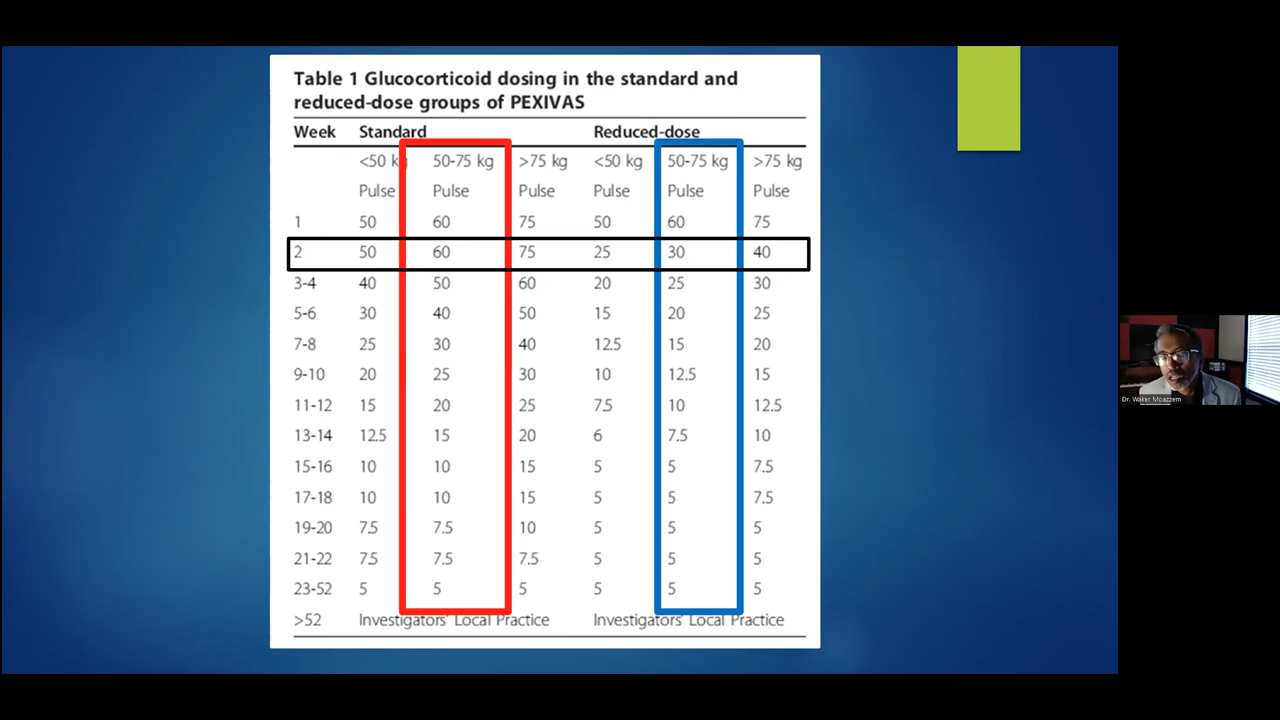 Table 1 Glucocorticoid dosing in the standard and
reduced-dose groups of PEXIVAS
Week Standard Reduced-dose
<50 kg 50-75 kg >75 kg <50 kg 50-75 kg >75 kg
Pulse Pulse Pulse Pulse Pulse Pulse
1 50 60 75 50 60 75
2 50 60 75 25 30 40
3-4 40 50 60 20 25 30
5-6 30 40 50 15 20 25
7-8 25 30 40 12.5 15 20
9-10 20 25 30 10 12.5 15
11-12 15 20 25 7.5 10 12.5
13-14 12.5 15 20 6 7.5 10
15-16 10 10 15 5 5 7.5
17-18 10 10 15 5 5 7.5
19-20 7.5 7.5 10 5 5 5
21-22 7.5 7.5 7.5 5 5 5
23-52 5 5 5 5 5 5
>52 Investigators' Local Practice Investigators' Local Practice
Dr. Waker Moazzem